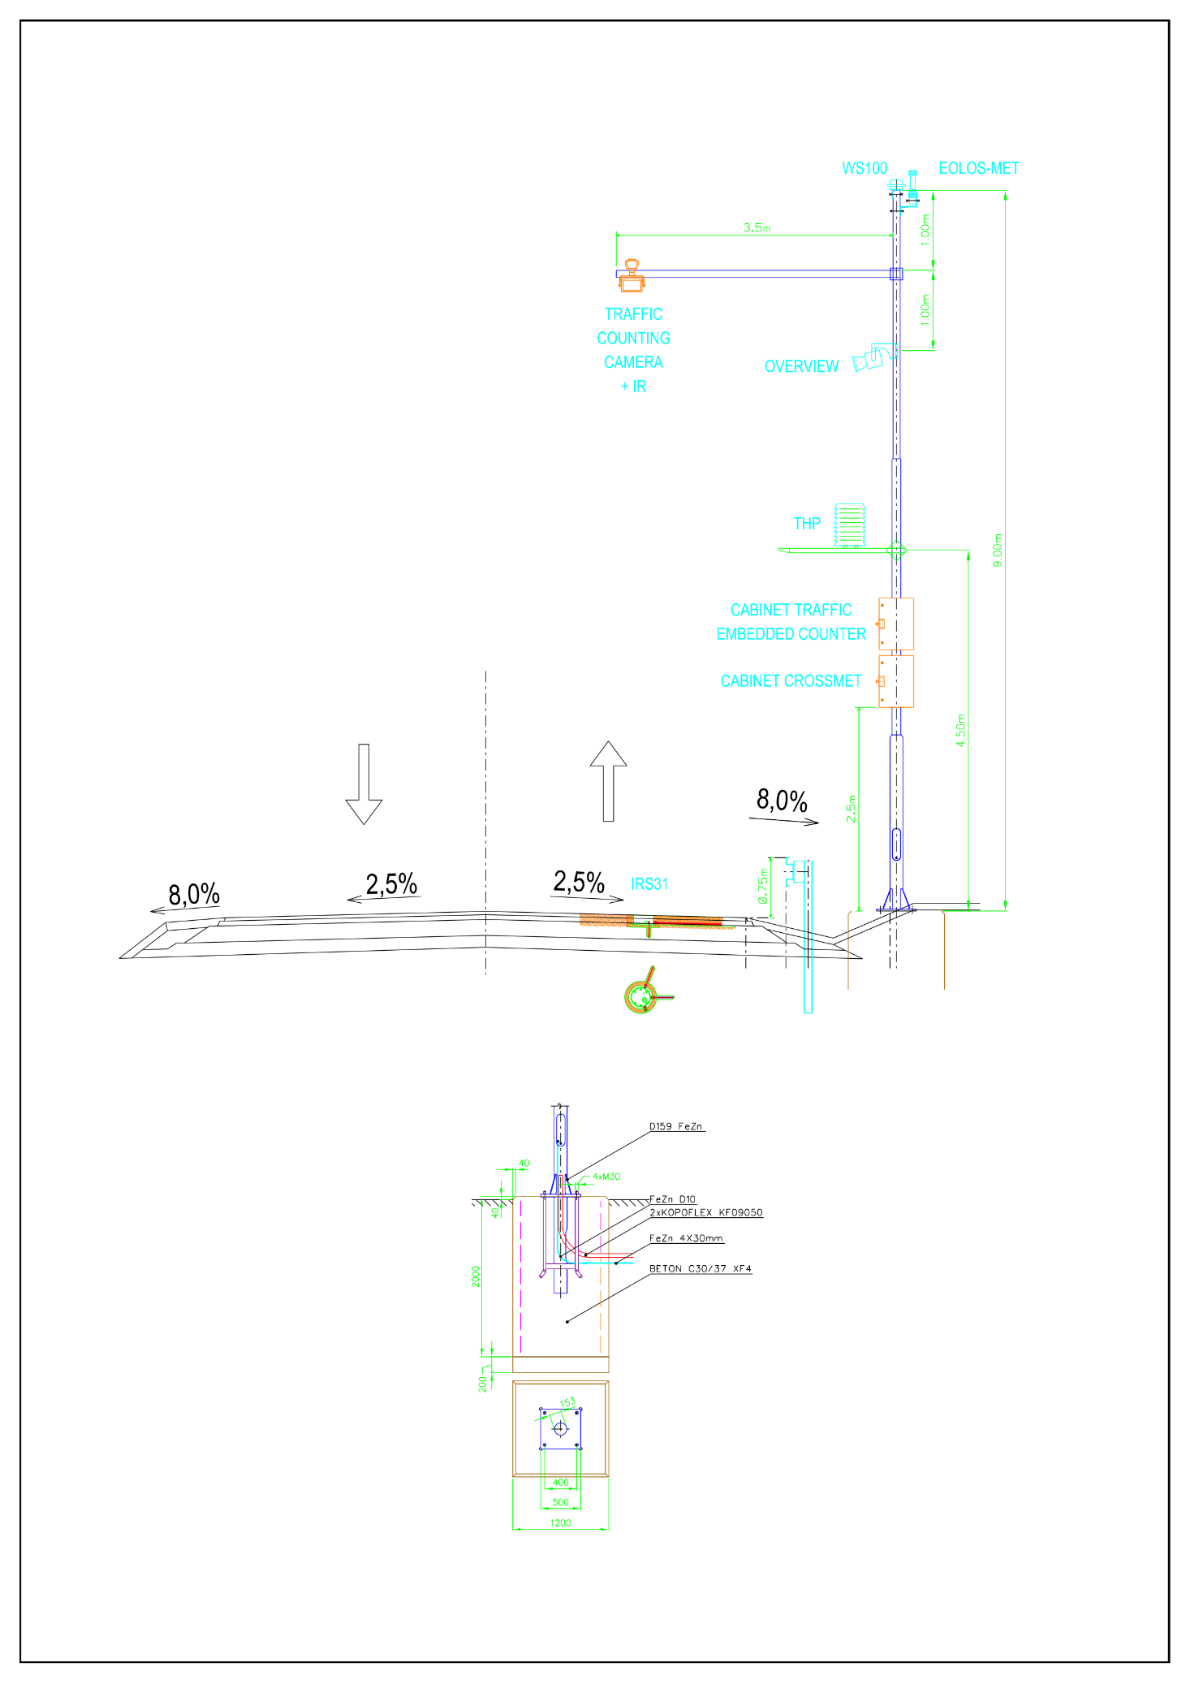 WS100
EOLOS-MET
3.5m
1.00m
TRAFFIC
COUNTING
CAMERA
+ IR
1.00m
OVERVIEW
THP
9.00m
CABINET TRAFFIC
EMBEDDED COUNTER
CABINET CROSSMET
4.50m
2.5m
8,0%
8,0%
2,5%
2,5%
IRS31
0.75m
D159 FeZn
40
4xM30
FeZn D10
40
2xKOPOFLEX KF09050
FeZn 4X30mm
BETON C30/37 XF4
2000
200
153
400
500
1200